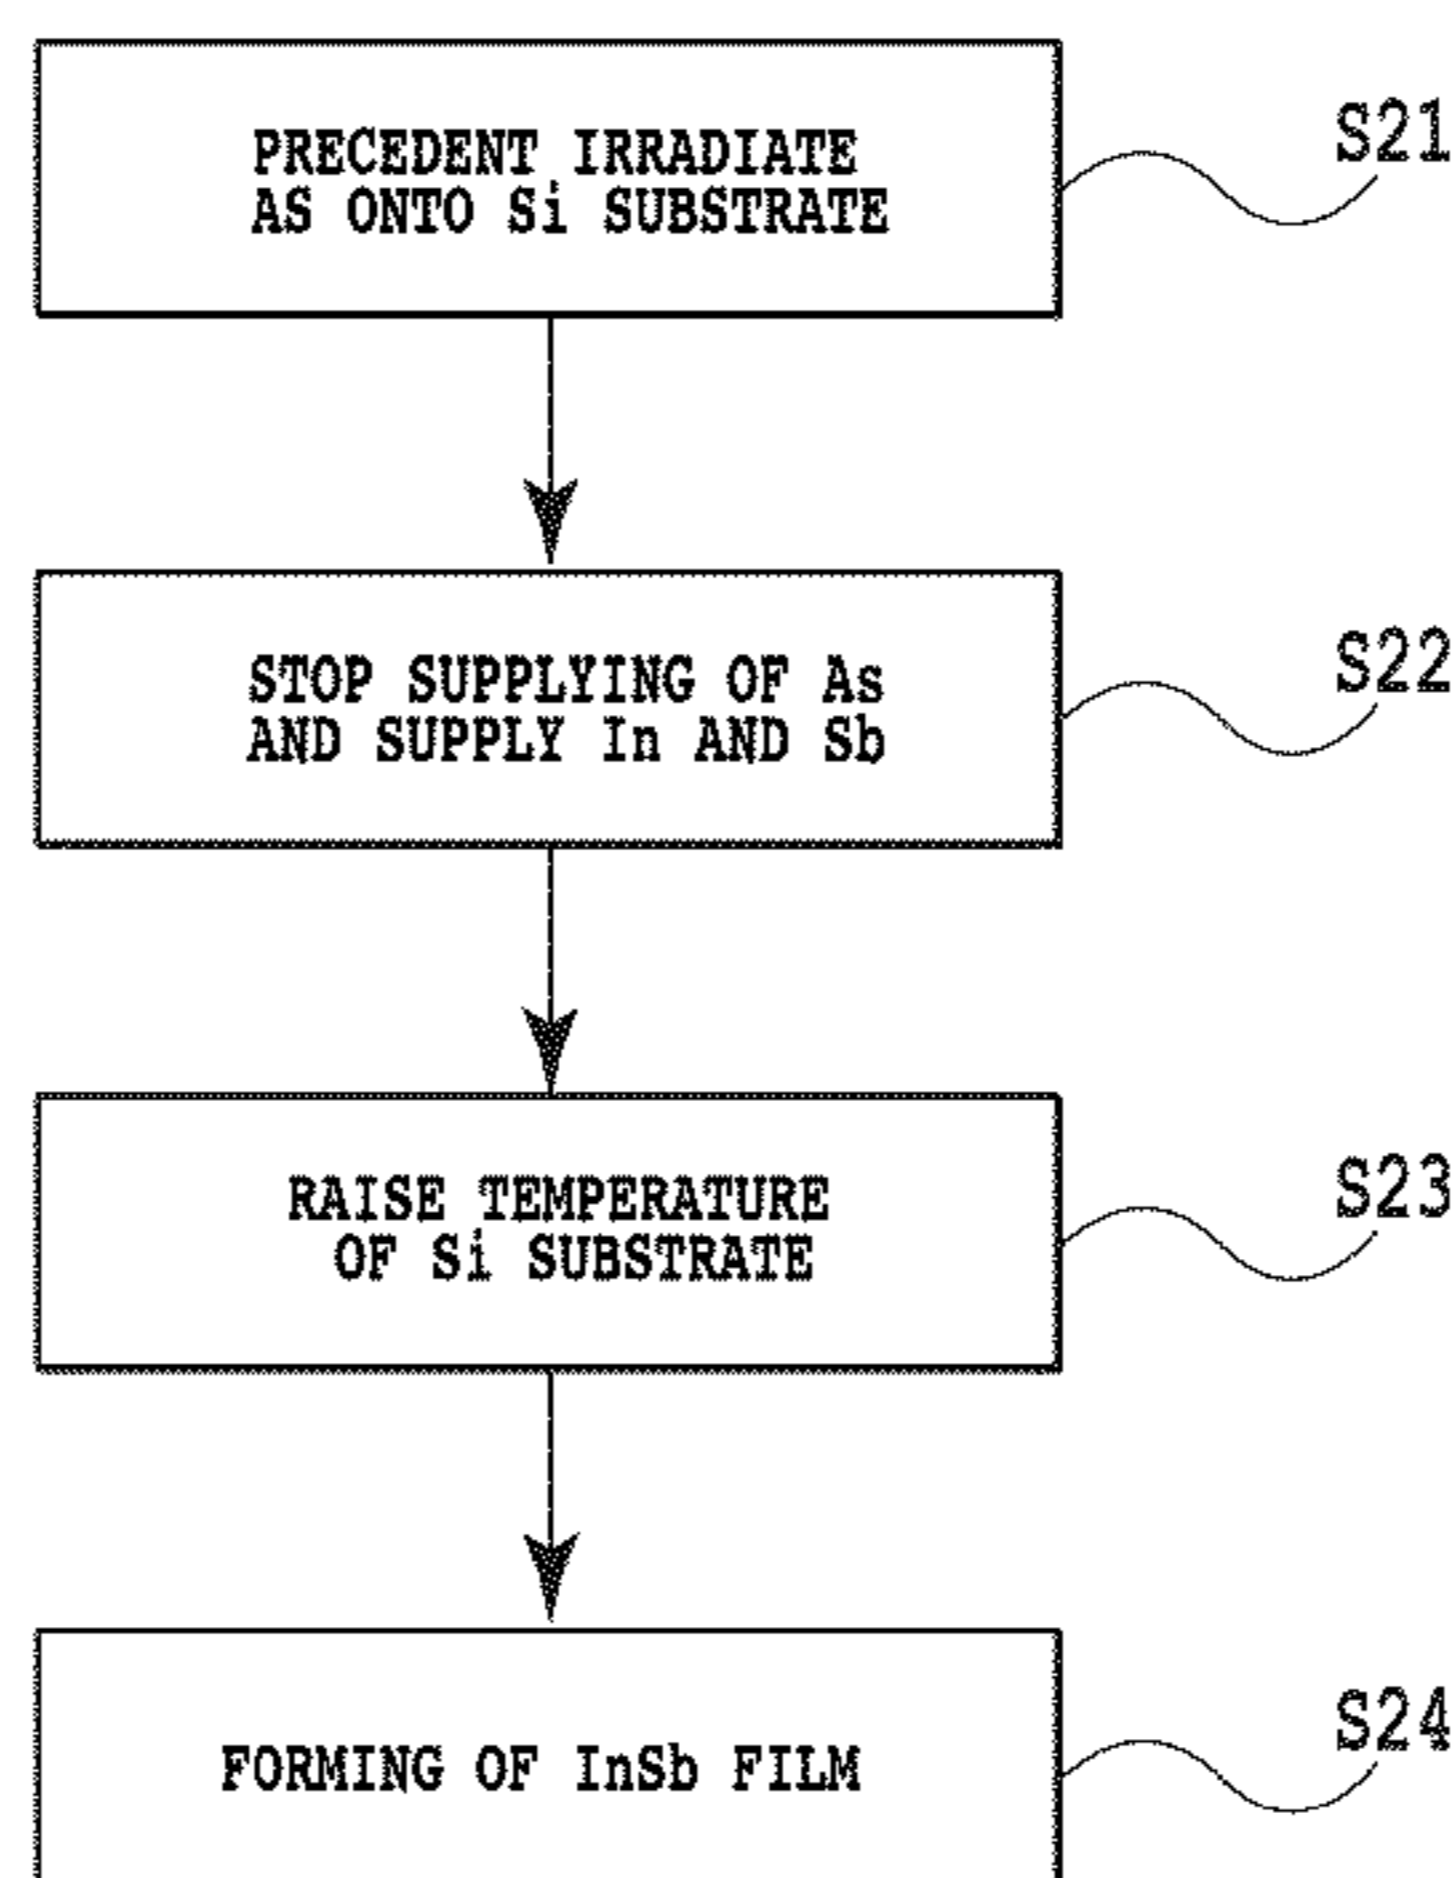 PRECEDENT IRRADIATE
AS ONTO Si SUBSTRATE
S21
STOP SUPPLYING OF As
AND SUPPLY In AND Sb
S22
RAISE TEMPERATURE
OF Si SUBSTRATE
S23
FORMING OF InSb FILM
S24